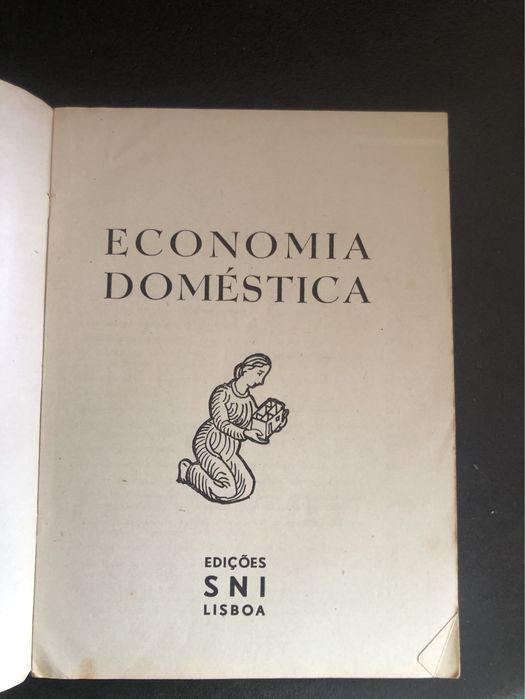 ECONOMIA
DOMÉSTICA
EDIÇÕES
SNI
LISBOA